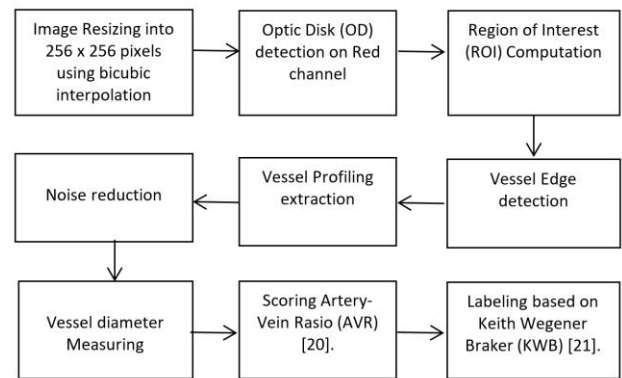 Image Resizing into
256 x 256 pixels
using bicubic
interpolation
Optic Disk (OD)
detection on Red
channel
Region of Interest
(ROI) Computation
Vessel Edge
detection
Vessel Profiling
extraction
Noise reduction
Vessel diameter
Measuring
Scoring Artery-
Vein Rasio (AVR)
[20].
Labeling based on
Keith Wegener
Braker (KWB) [21].